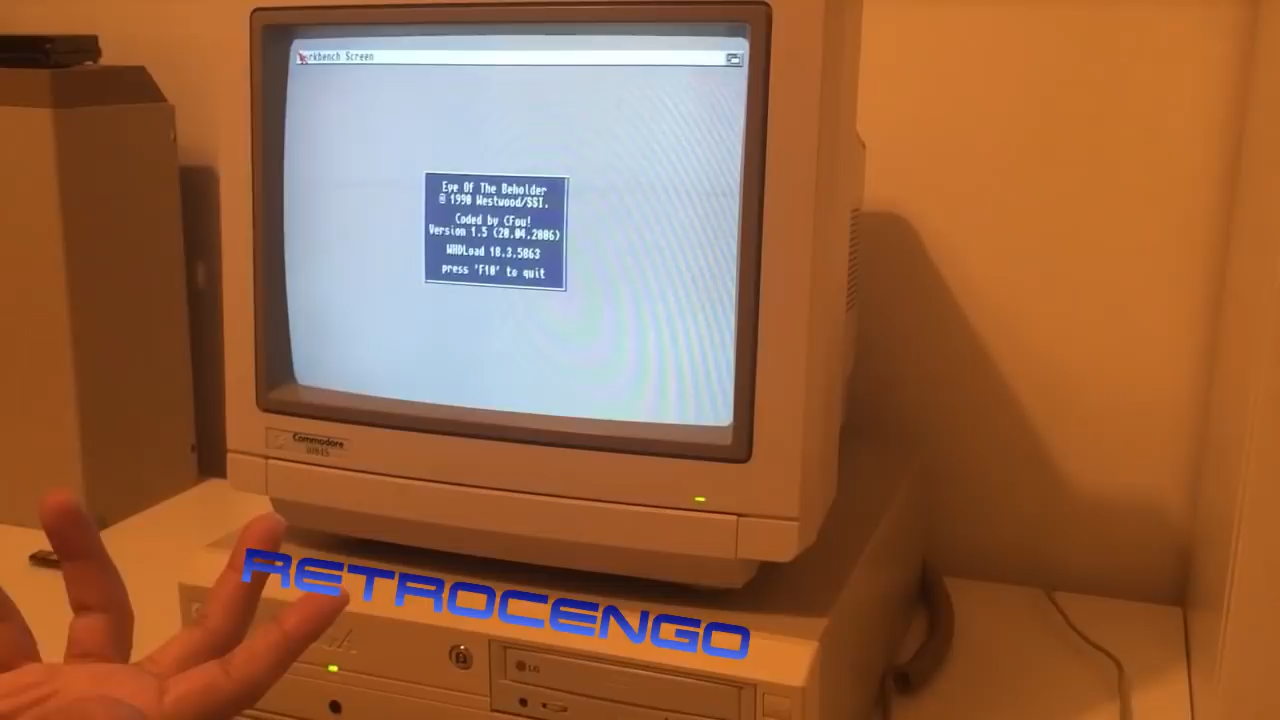 rkbench Screen
Eye Of The Beholder
© 1990 Westwood/SSI.
Coded by CFou!
Version 1.5 (20.04.2006)
WHDLoad 18.3.5063
press 'F10' to quit
Commodore
RETROCENGO
LG